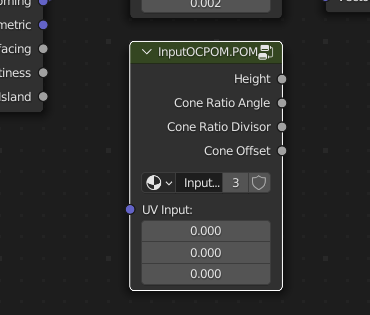 oming
0.002
metric
facing
tiness
Island
InputOCPOM.POM
Height
Cone Ratio Angle
Cone Ratio Divisor
Cone Offset
Input... 3
UV Input:
0.000
0.000
0.000